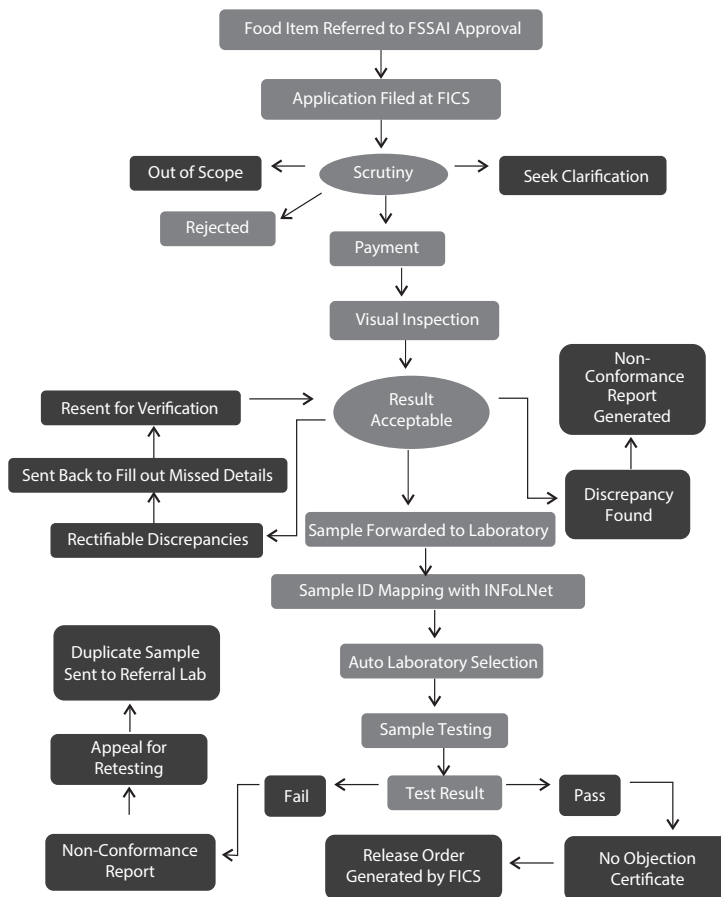 Food Item Referred to FSSAI Approval
Application Filed at FICS
Out of Scope
Scrutiny
Seek Clarification
Rejected
Payment
Visual Inspection
Non-
Conformance
Report
Generated
Resent for Verification
Result
Acceptable
Sent Back to Fill out Missed Details
Discrepancy
Found
Rectifiable Discrepancies
Sample Forwarded to Laboratory
Sample ID Mapping with INFoLNet
Duplicate Sample
Sent to Referral Lab
Auto Laboratory Selection
Appeal for
Retesting
Sample Testing
Fail
Test Result
Pass
Non-Conformance
Report
Release Order
Generated by FICS
No Objection
Certificate